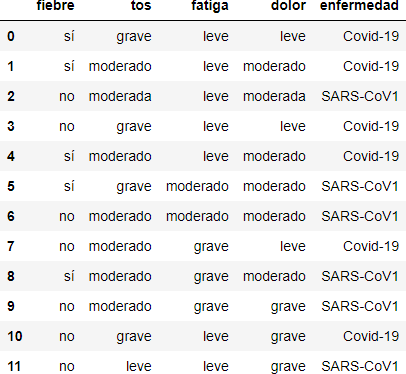 fiebre tos fatiga dolor enfermedad
0 sí grave leve leve Covid-19
1 sí moderado leve moderado Covid-19
2 no moderada leve moderada SARS-CoV1
3 no grave leve leve Covid-19
4 sí moderado leve moderado Covid-19
5 sí grave moderado moderado SARS-CoV1
6 no moderado moderado moderado SARS-CoV1
7 no moderado grave leve Covid-19
8 sí moderado grave moderado SARS-CoV1
9 no moderado grave grave SARS-CoV1
10 no grave leve grave Covid-19
11 no leve leve grave SARS-CoV1